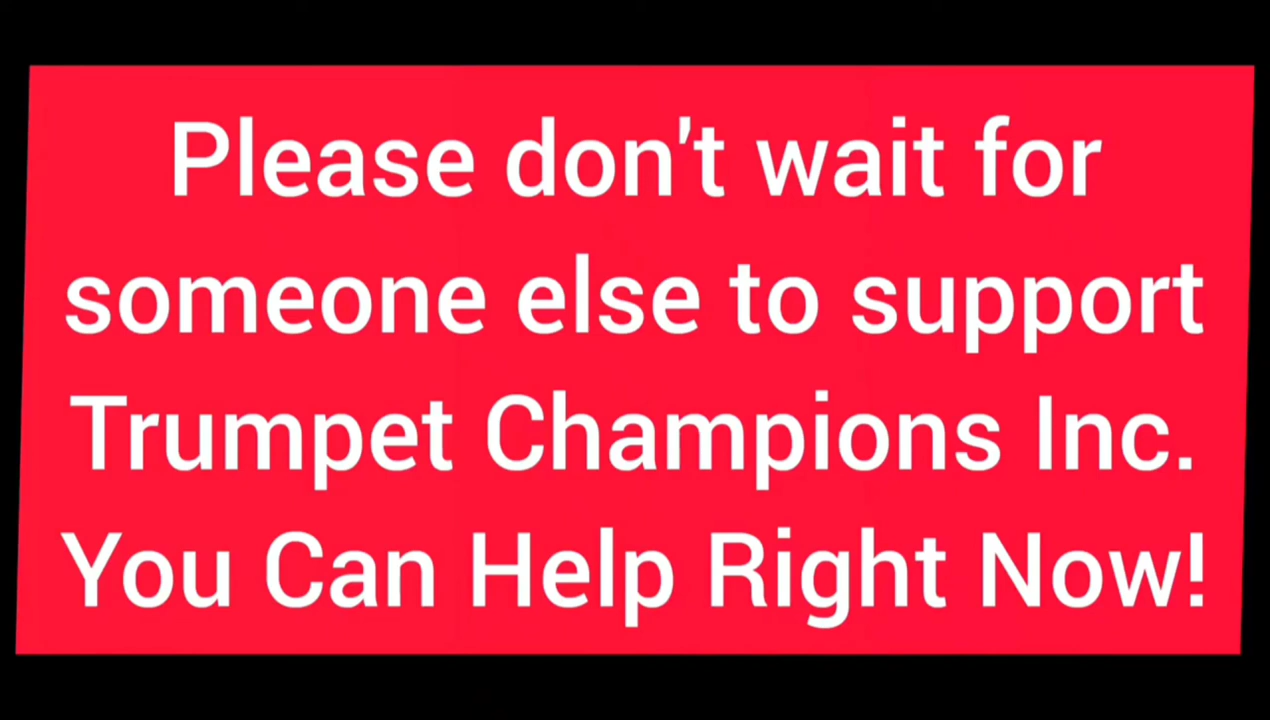 Please don't wait for
someone else to support
Trumpet Champions Inc.
You Can Help Right Now!